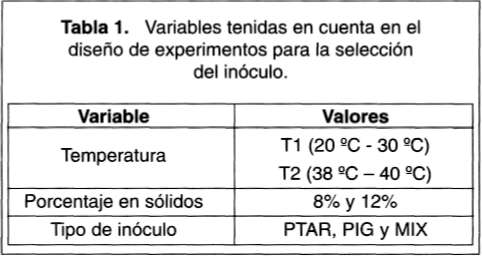 Tabla 1. Variables tenidas en cuenta en el
diseño de experimentos para la selección
del inóculo.
Variable Valores
Temperatura T1 (20 ºC - 30 ºC)
T2 (38 ºC – 40 ºC)
Porcentaje en sólidos 8% y 12%
Tipo de inóculo PTAR, PIG y MIX